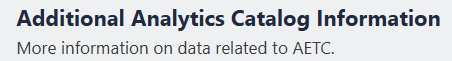 Additional Analytics Catalog Information
More information on data related to AETC.